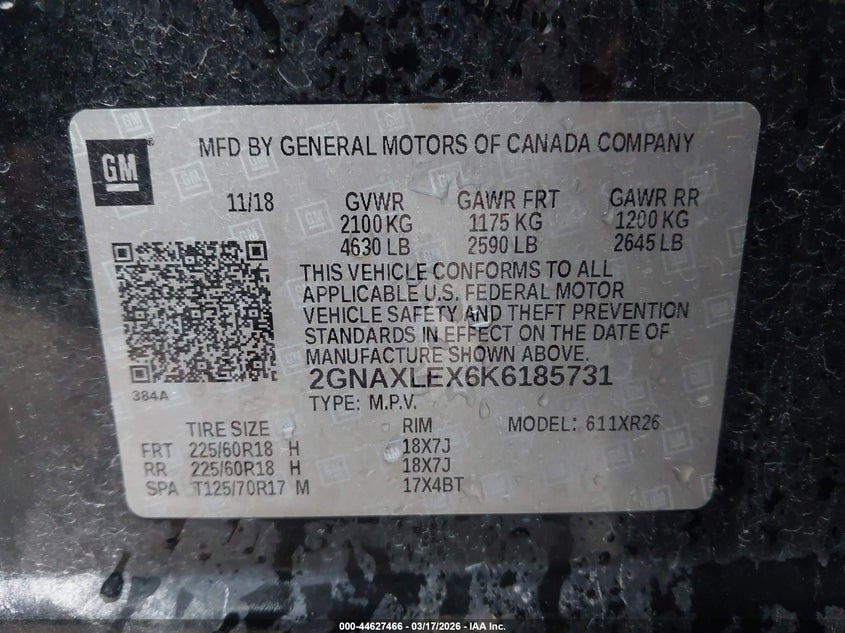 GM
MFD BY GENERAL MOTORS OF CANADA COMPANY
11/18 GVWR GAWR FRT GAWR RR
2100 KG 1175 KG 1200 KG
4630 LB 2590 LB 2645 LB
THIS VEHICLE CONFORMS TO ALL
APPLICABLE U.S. FEDERAL MOTOR
VEHICLE SAFETY AND THEFT PREVENTION
STANDARDS IN EFFECT ON THE DATE OF
MANUFACTURE SHOWN ABOVE.
384A
2GNAXLEX6K6185731
TYPE: M.P.V.
TIRE SIZE RIM MODEL: 611XR26
FRT 225/60R18 H 18X7J
RR 225/60R18 H 18X7J
SPA T125/70R17 M 17X4BT
000-44627466 - 03/17/2026 - IAA Inc.